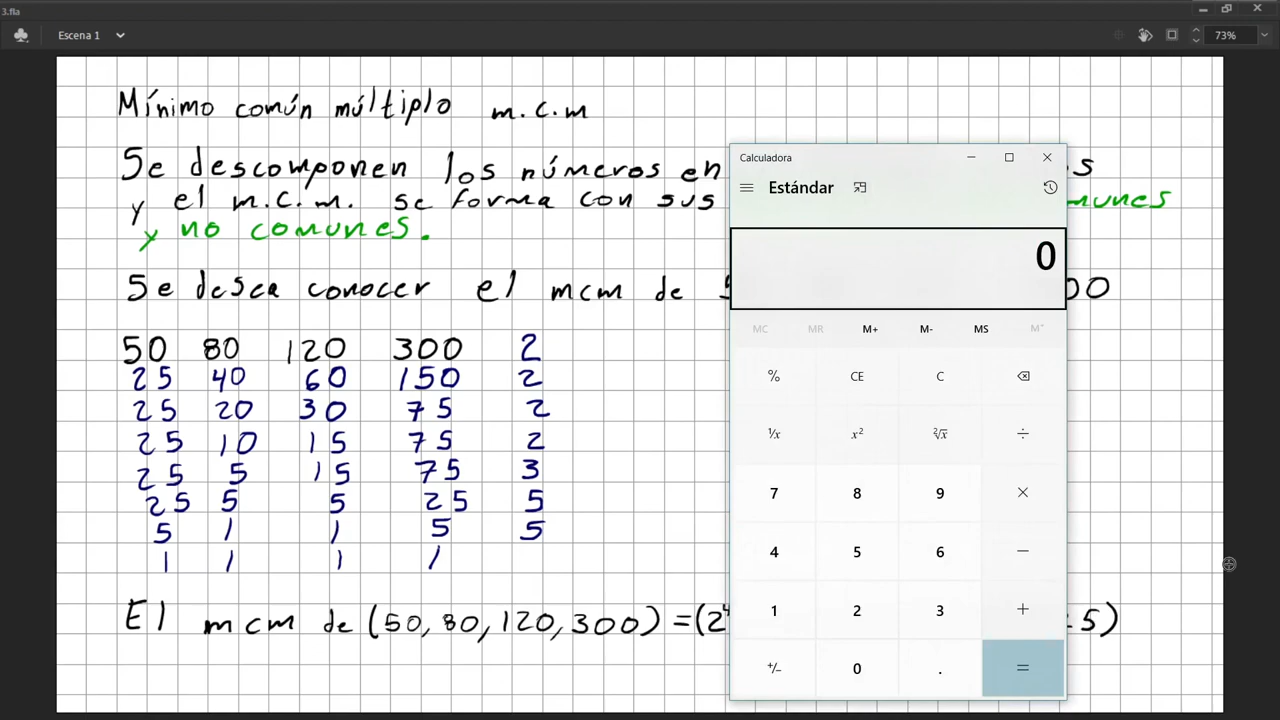 3.fla
Escena 1
73%
Mínimo común múltiplo m.c.m
Se descomponen los números en
y el m.c.m. se forma con sus
y no comunes.
Se desea conocer el mcm de
50 80 120 300 2
25 40 60 150 2
25 20 30 75 2
25 10 15 75 2
25 5 15 75 3
25 5 5 25 5
5 1 1 5 5
1 1 1 1
El mcm de (50, 80, 120, 300) = (2
5)
Calculadora
Estándar
0
MC MR M+ M- MS M˅
% CE C
¹/x x² ²√x ÷
7 8 9 ×
4 5 6 −
1 2 3 +
+/- 0 . =